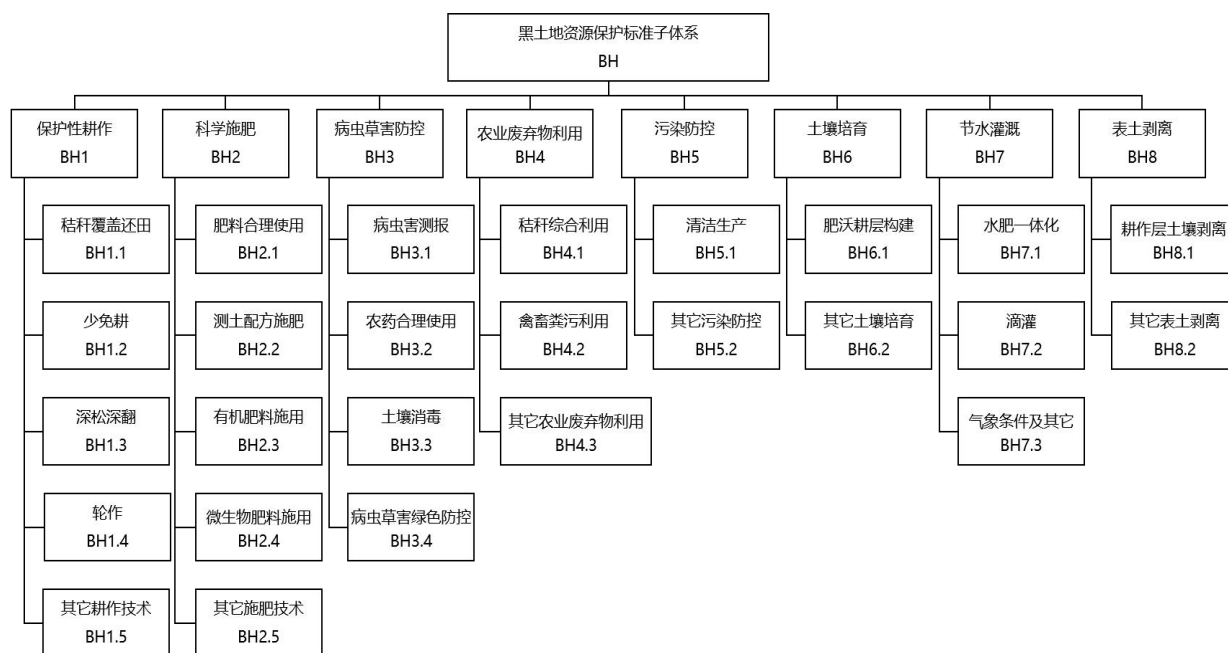 黑土地资源保护标准子体系
BH
保护性耕作
BH1
科学施肥
BH2
病虫草害防控
BH3
农业废弃物利用
BH4
污染防控
BH5
土壤培育
BH6
节水灌溉
BH7
表土剥离
BH8
秸秆覆盖还田
BH1.1
肥料合理使用
BH2.1
病虫害测报
BH3.1
秸秆综合利用
BH4.1
清洁生产
BH5.1
肥沃耕层构建
BH6.1
水肥一体化
BH7.1
耕作层土壤剥离
BH8.1
少免耕
BH1.2
测土配方施肥
BH2.2
农药合理使用
BH3.2
禽畜粪污利用
BH4.2
其它污染防控
BH5.2
其它土壤培育
BH6.2
滴灌
BH7.2
其它表土剥离
BH8.2
深松深翻
BH1.3
有机肥料施用
BH2.3
土壤消毒
BH3.3
其它农业废弃物利用
BH4.3
气象条件及其它
BH7.3
轮作
BH1.4
微生物肥料施用
BH2.4
病虫草害绿色防控
BH3.4
其它耕作技术
BH1.5
其它施肥技术
BH2.5